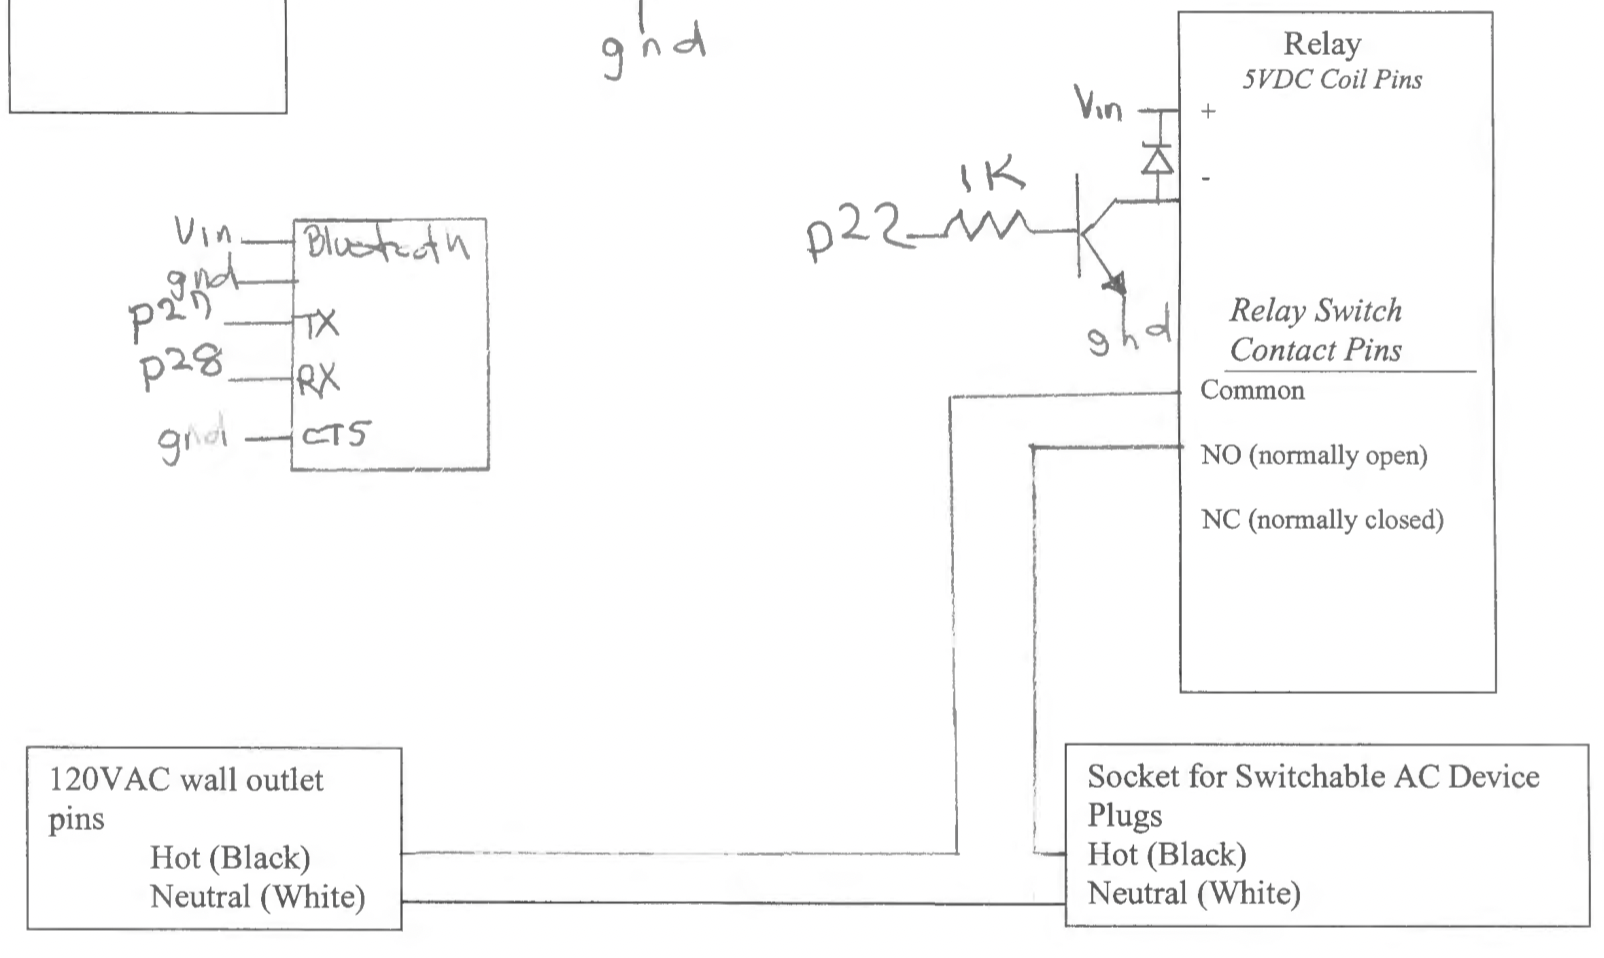 gnd
Relay
5VDC Coil Pins
Vin
+
1K
-
p22
gnd
Vin
Bluetooth
gnd
p27
TX
p28
RX
gnd
CTS
Relay Switch
Contact Pins
Common
NO (normally open)
NC (normally closed)
120VAC wall outlet
pins
Hot (Black)
Neutral (White)
Socket for Switchable AC Device
Plugs
Hot (Black)
Neutral (White)